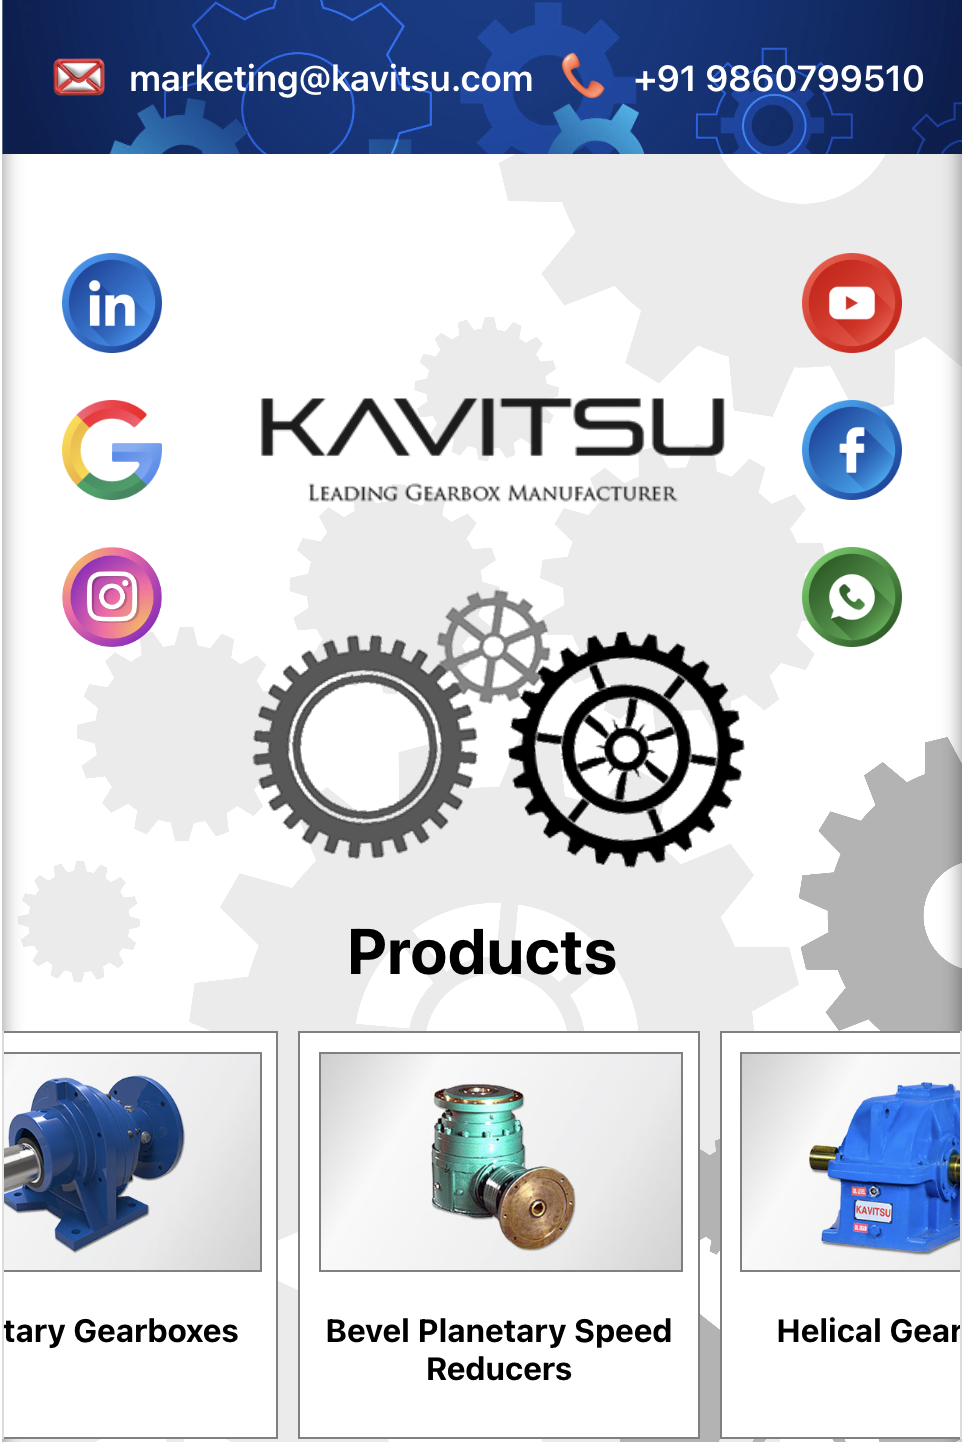 marketing@kavitsu.com
+91 9860799510
in
G
f
KAVITSU
LEADING GEARBOX MANUFACTURER
Products
KAVITSU
tary Gearboxes
Bevel Planetary Speed
Reducers
Helical Gear